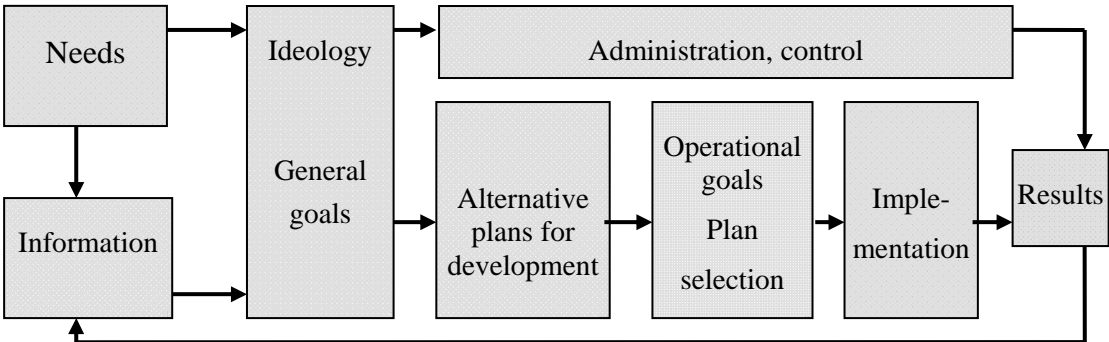 Needs
Information
Ideology
General
goals
Administration, control
Alternative
plans for
development
Operational
goals
Plan
selection
Imple-
mentation
Results